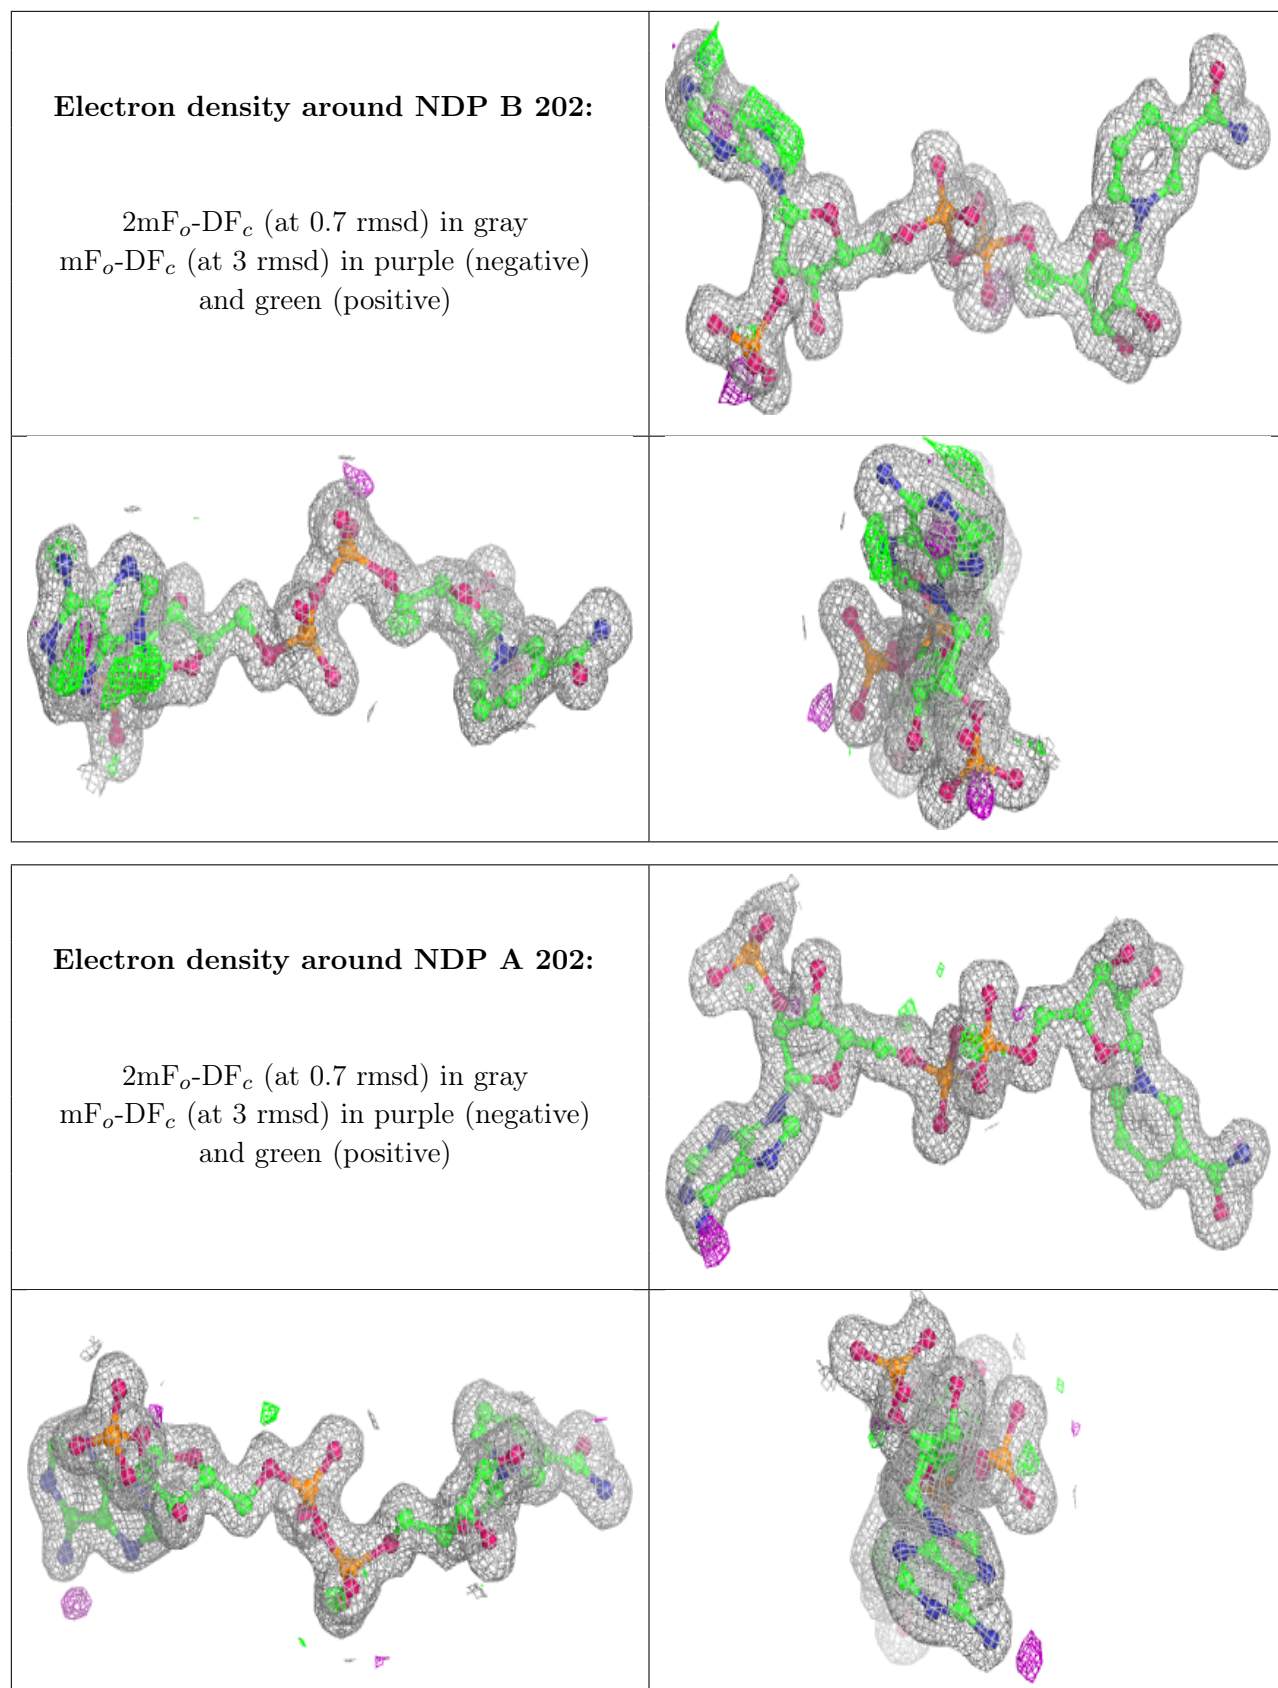 Electron density around NDP B 202:
2mFo-DFc (at 0.7 rmsd) in gray
mFo-DFc (at 3 rmsd) in purple (negative)
and green (positive)
Electron density around NDP A 202:
2mFo-DFc (at 0.7 rmsd) in gray
mFo-DFc (at 3 rmsd) in purple (negative)
and green (positive)